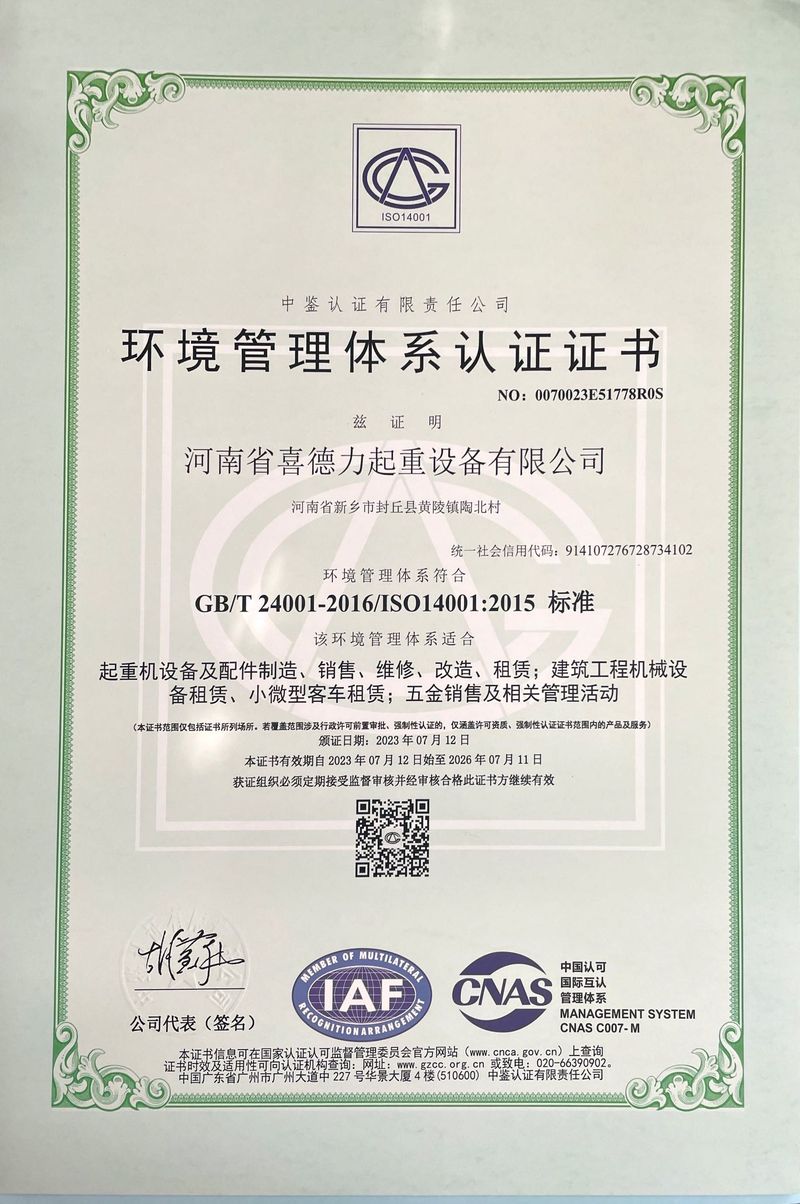 ISO14001
中鉴认证有限责任公司
环境管理体系认证证书
NO：0070023E51778R0S
兹证明
河南省喜德力起重设备有限公司
河南省新乡市封丘县黄陵镇陶北村
统一社会信用代码：914107276728734102
环境管理体系符合
GB/T 24001-2016/ISO14001:2015 标准
该环境管理体系适合
起重机设备及配件制造、销售、维修、改造、租赁；建筑工程机械设
备租赁、小微型客车租赁；五金销售及相关管理活动
（本证书范围仅包括证书所列场所。若覆盖范围涉及行政许可前置审批、强制性认证的，仅涵盖许可资质、强制性认证证书范围内的产品及服务）
颁证日期：2023 年 07 月 12 日
本证书有效期自 2023 年 07 月 12 日始至 2026 年 07 月 11 日
获证组织必须定期接受监督审核并经审核合格此证书方继续有效
公司代表（签名）
MEMBER OF MULTILATERAL
IAF
RECOGNITION ARRANGEMENT
CNAS
中国认可
国际互认
管理体系
MANAGEMENT SYSTEM
CNAS C007-M
本证书信息可在国家认证认可监督管理委员会官方网站（www.cnca.gov.cn）上查询
证书时效及适用性可向认证机构查询：网址：www.gzcc.org.cn 或致电：020-66390902。
中国广东省广州市广州大道中 227 号华景大厦 4 楼(510600) 中鉴认证有限责任公司